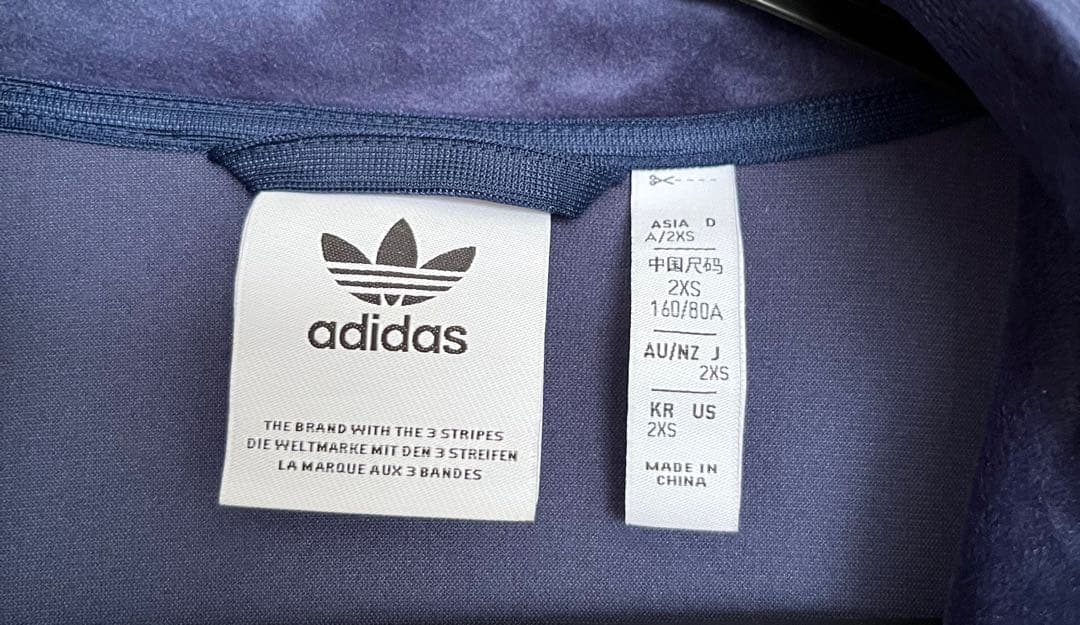 adidas
THE BRAND WITH THE 3 STRIPES
DIE WELTMARKE MIT DEN 3 STREIFEN
LA MARQUE AUX 3 BANDES
ASIA D
A/2XS
中国尺码
2XS
160/80A
AU/NZ J
2XS
KR US
2XS
MADE IN
CHINA